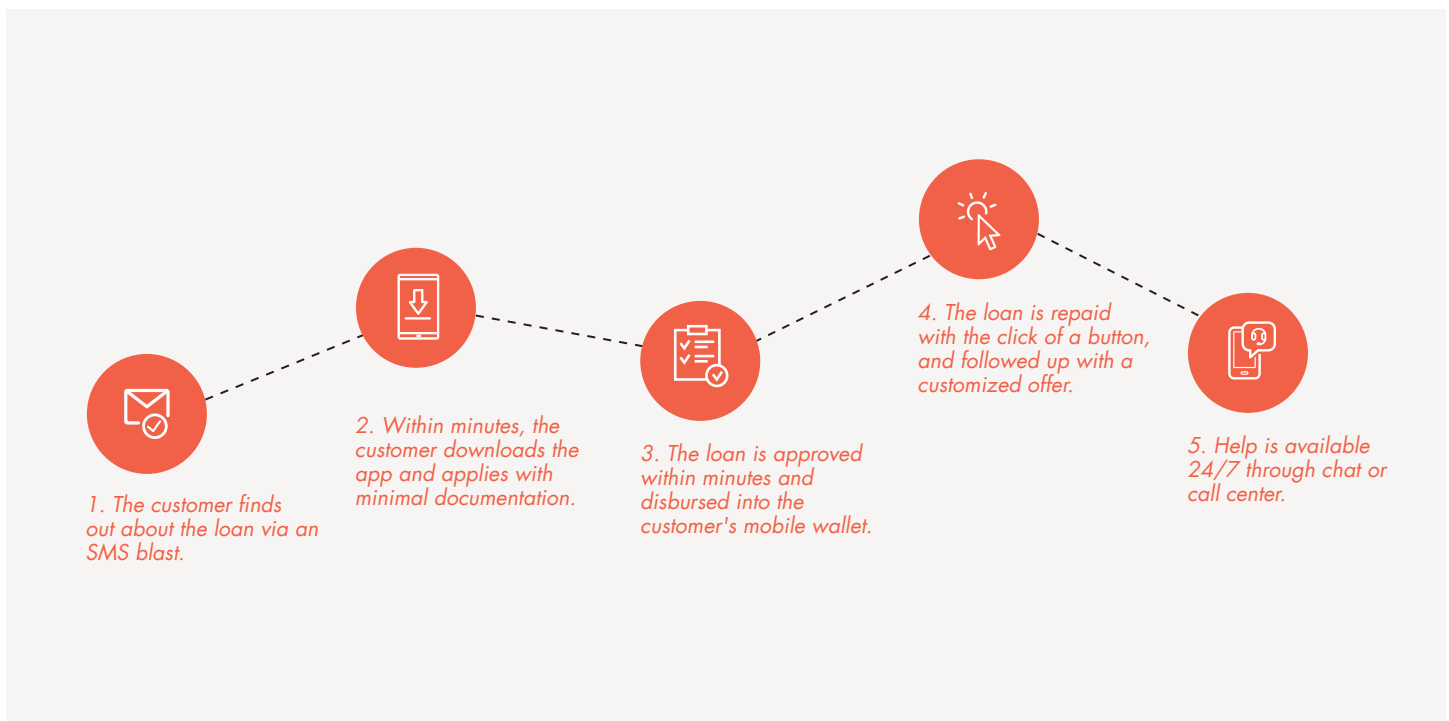 1. The customer finds
out about the loan via an
SMS blast.
2. Within minutes, the
customer downloads the
app and applies with
minimal documentation.
3. The loan is approved
within minutes and
disbursed into the
customer's mobile wallet.
4. The loan is repaid
with the click of a button,
and followed up with a
customized offer.
5. Help is available
24/7 through chat or
call center.